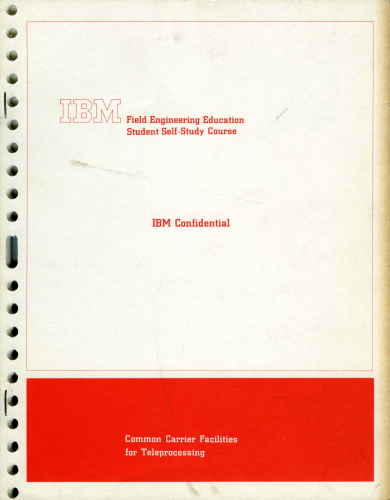 IBM Field Engineering Education
Student Self-Study Course
IBM Confidential
Common Carrier Facilities
for Teleprocessing